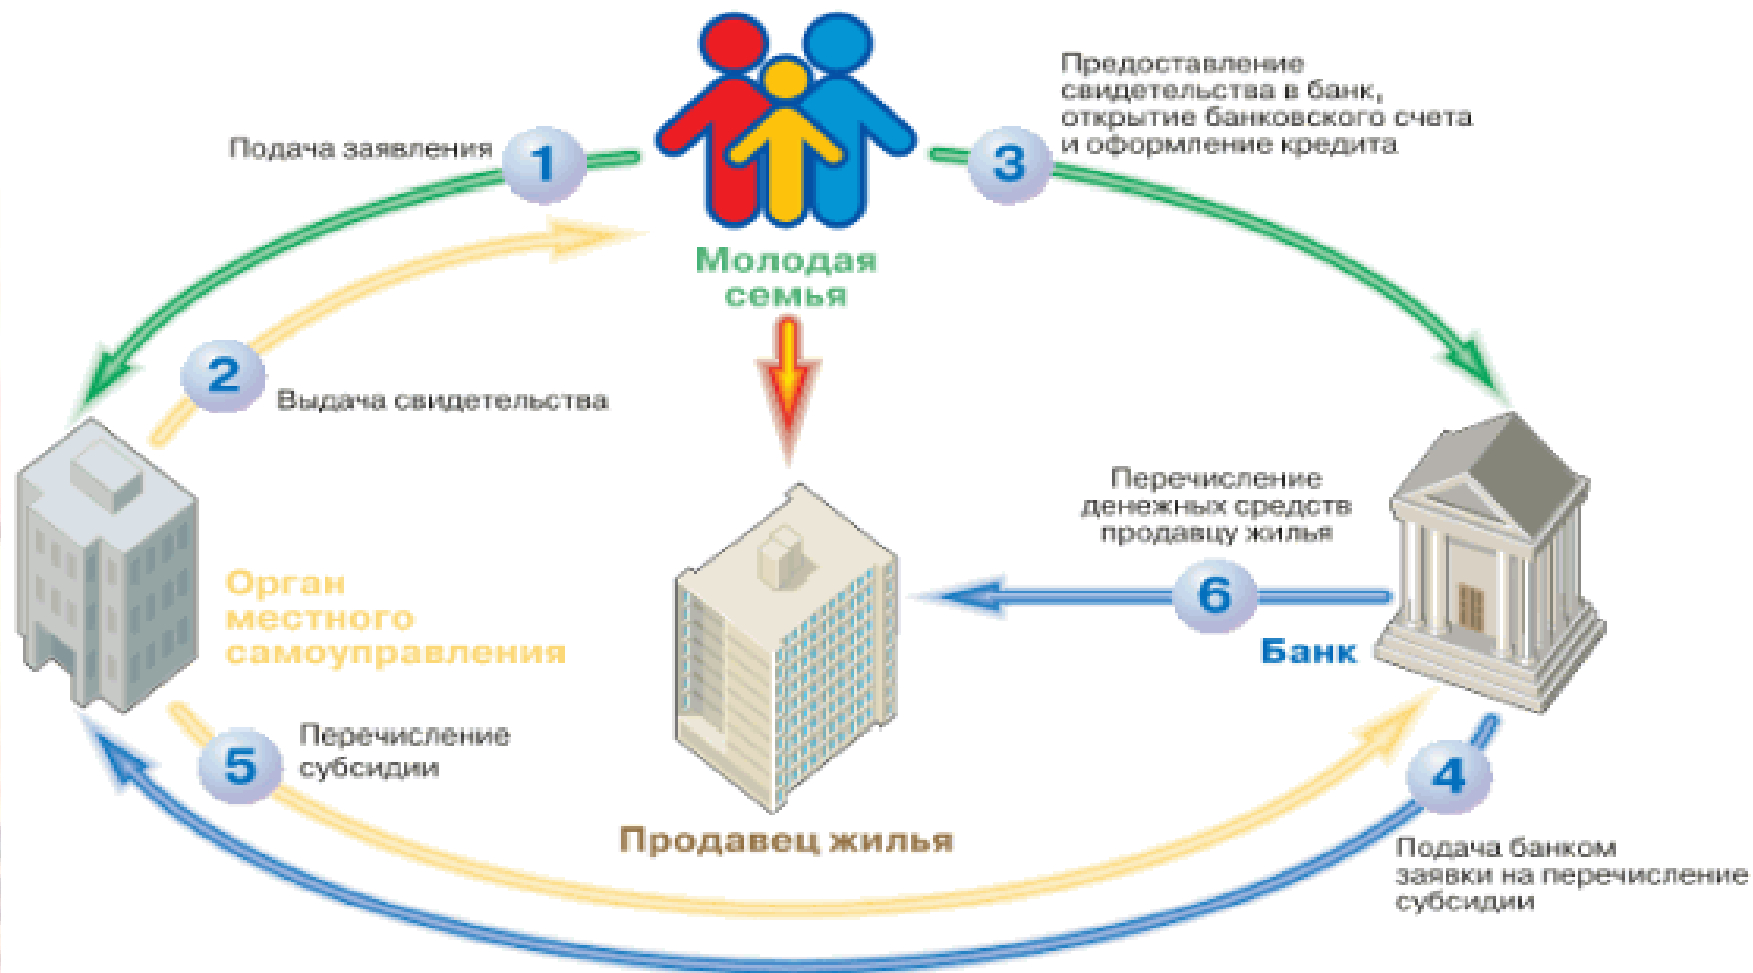 Подача заявления
1
Предоставление
свидетельства в банк,
открытие банковского счета
и оформление кредита
3
Молодая
семья
2
Выдача свидетельства
Перечисление
денежных средств
продавцу жилья
6
Орган
местного
самоуправления
Банк
5
Перечисление
субсидии
4
Продавец жилья
Подача банком
заявки на перечисление
субсидии